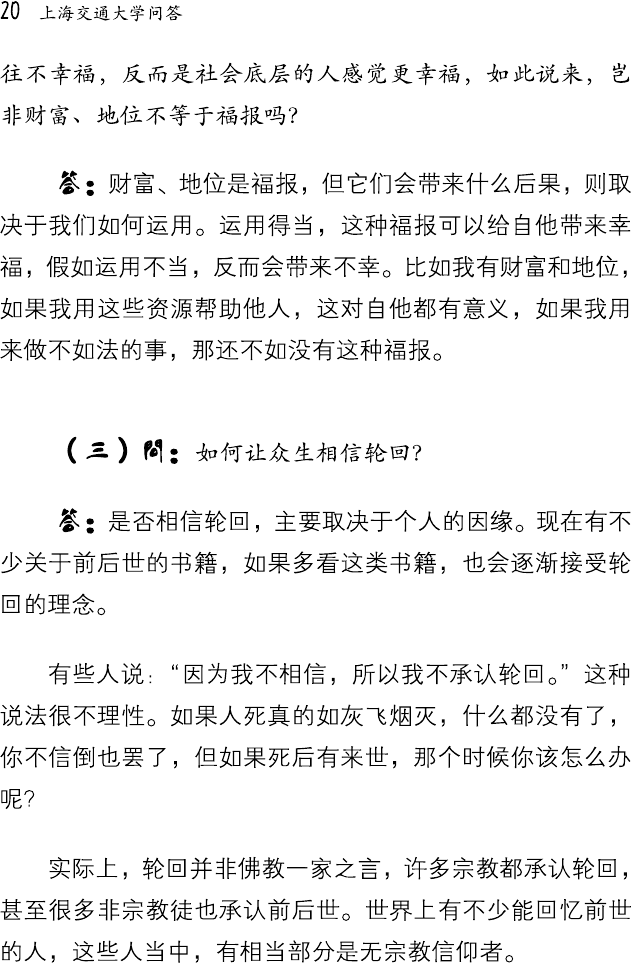 20 上海交通大学问答
往不幸福，反而是社会底层的人感觉更幸福，如此说来，岂
非财富、地位不等于福报吗？
答：财富、地位是福报，但它们会带来什么后果，则取
决于我们如何运用。运用得当，这种福报可以给自他带来幸
福，假如运用不当，反而会带来不幸。比如我有财富和地位，
如果我用这些资源帮助他人，这对自他都有意义，如果我用
来做不如法的事，那还不如没有这种福报。
（三）問：如何让众生相信轮回？
答：是否相信轮回，主要取决于个人的因缘。现在有不
少关于前后世的书籍，如果多看这类书籍，也会逐渐接受轮
回的理念。
有些人说：“因为我不相信，所以我不承认轮回。”这种
说法很不理性。如果人死真的如灰飞烟灭，什么都没有了，
你不信倒也罢了，但如果死后有来世，那个时候你该怎么办
呢？
实际上，轮回并非佛教一家之言，许多宗教都承认轮回，
甚至很多非宗教徒也承认前后世。世界上有不少能回忆前世
的人，这些人当中，有相当部分是无宗教信仰者。